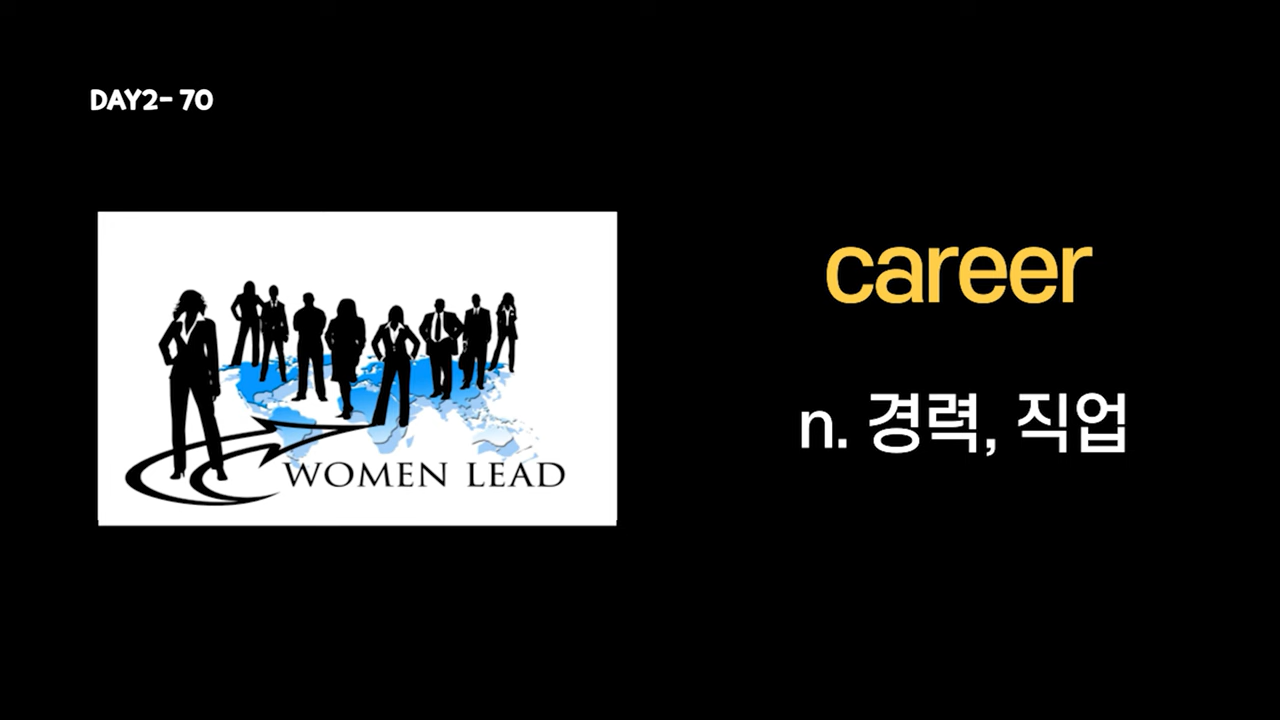 DAY2- 70
WOMEN LEAD
career
n. 경력, 직업